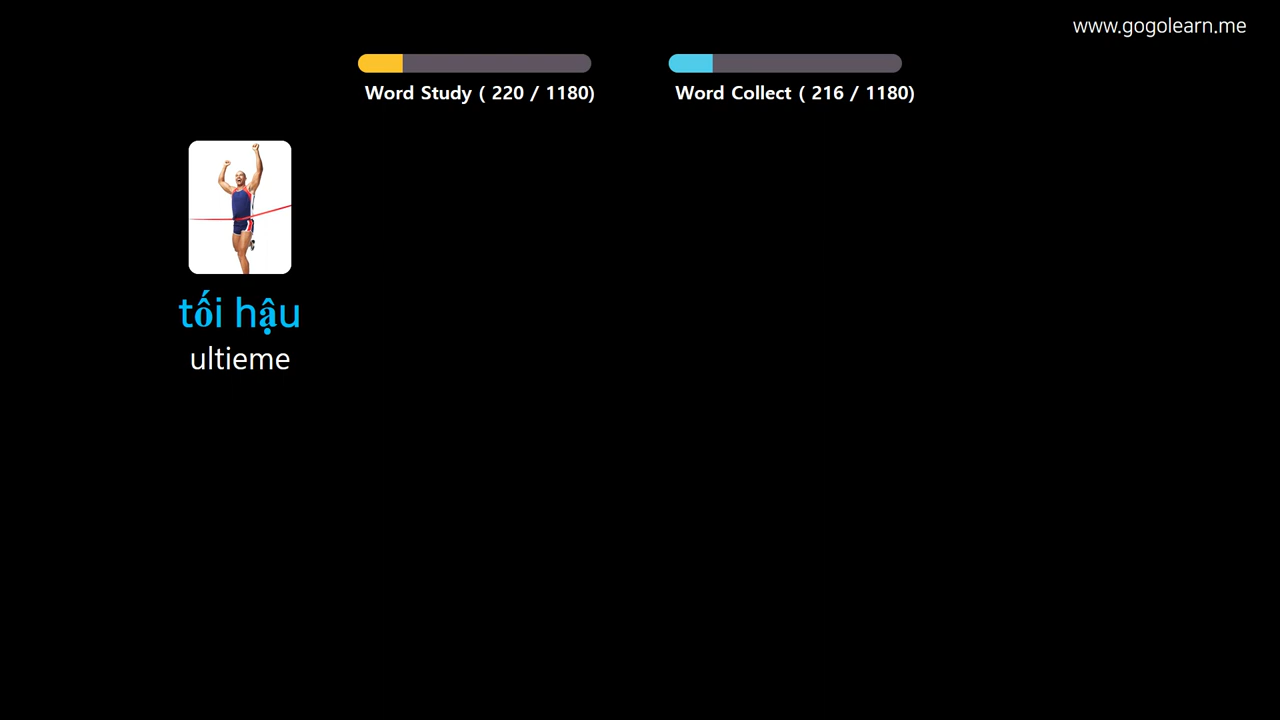 www.gogolearn.me
Word Study ( 220 / 1180)
Word Collect ( 216 / 1180)
tối hậu
ultieme